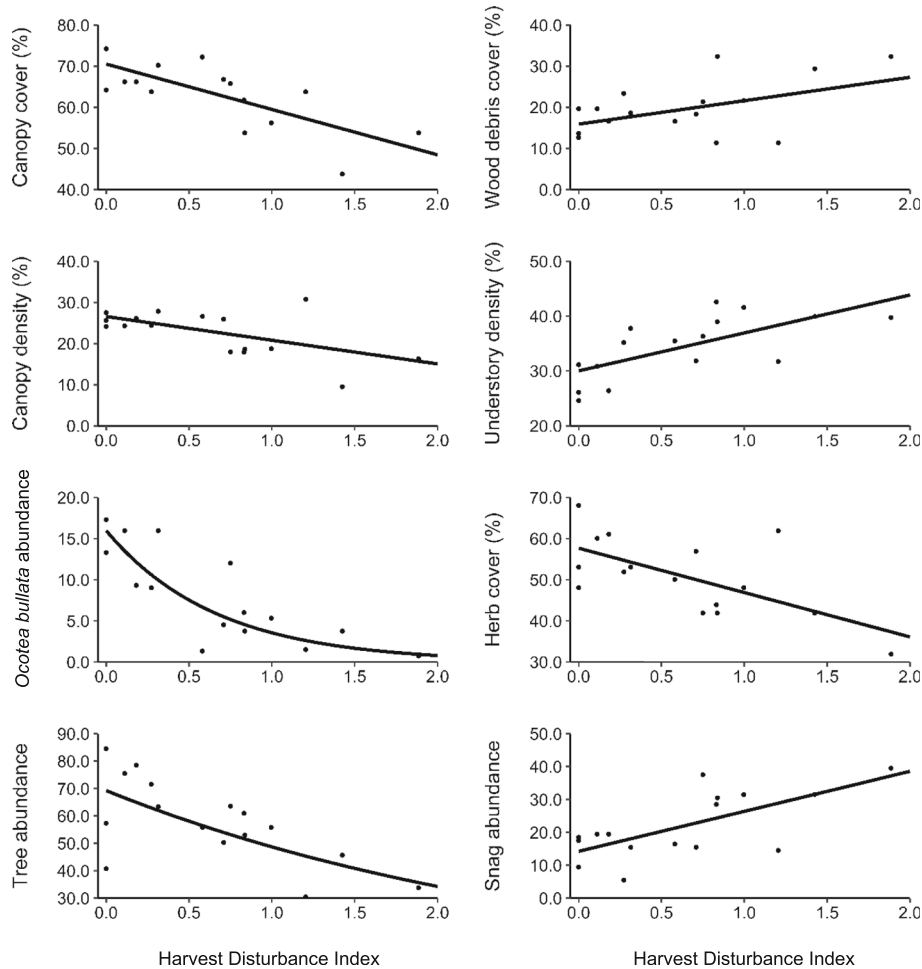 Canopy cover (%)
80.0
70.0
60.0
50.0
40.0
0.0 0.5 1.0 1.5 2.0
Wood debris cover (%)
40.0
30.0
20.0
10.0
0.0
0.0 0.5 1.0 1.5 2.0
Canopy density (%)
40.0
30.0
20.0
10.0
0.0
0.0 0.5 1.0 1.5 2.0
Understory density (%)
50.0
40.0
30.0
20.0
0.0 0.5 1.0 1.5 2.0
Ocotea bullata abundance
20.0
15.0
10.0
5.0
0.0
0.0 0.5 1.0 1.5 2.0
Herb cover (%)
70.0
60.0
50.0
40.0
30.0
0.0 0.5 1.0 1.5 2.0
Tree abundance
90.0
80.0
70.0
60.0
50.0
40.0
30.0
0.0 0.5 1.0 1.5 2.0
Harvest Disturbance Index
Snag abundance
50.0
40.0
30.0
20.0
10.0
0.0
0.0 0.5 1.0 1.5 2.0
Harvest Disturbance Index